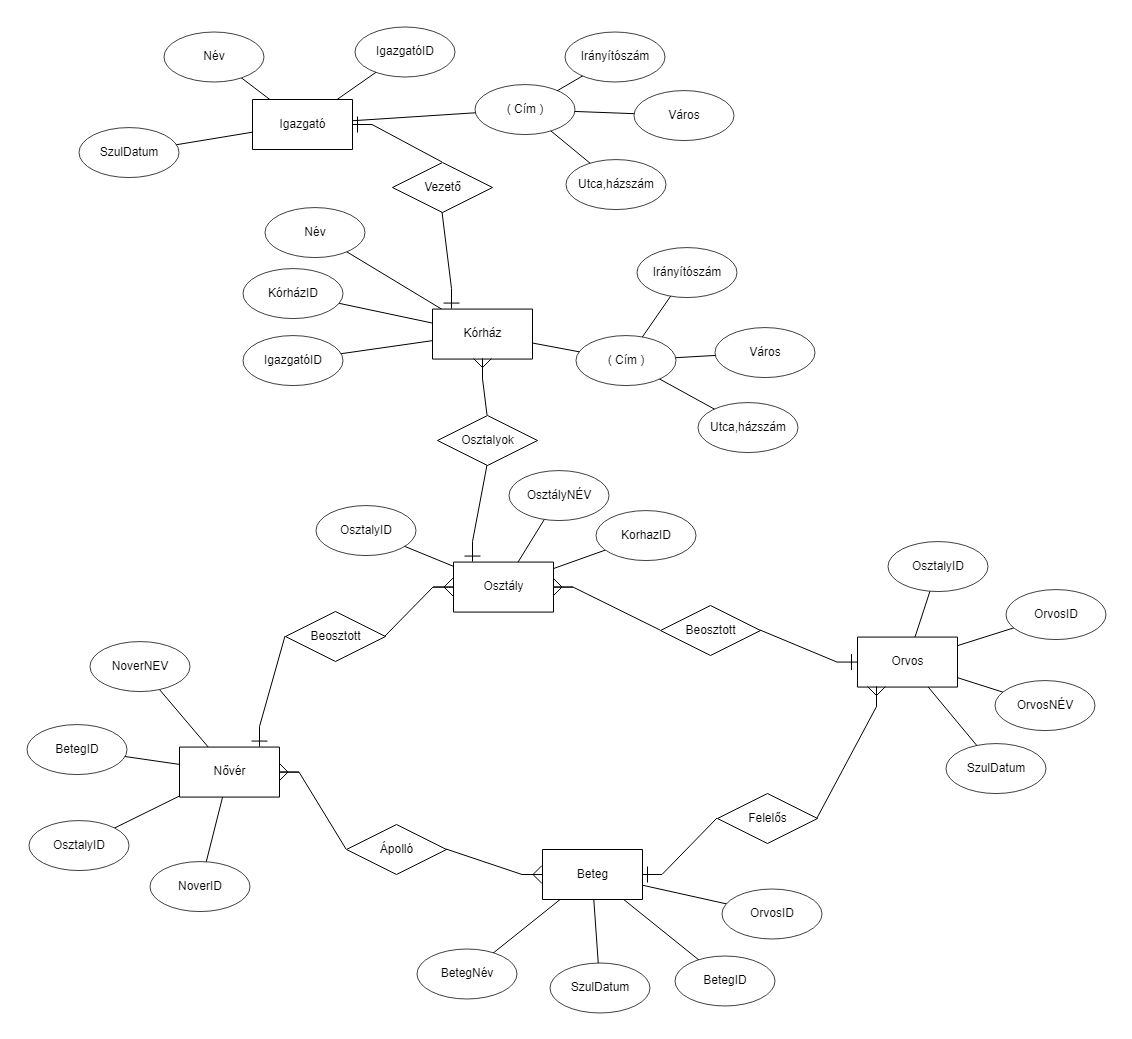 Név
IgazgatóID
Irányítószám
( Cím )
Város
Igazgató
SzulDatum
Utca,házszám
Vezető
Név
Irányítószám
KórházID
Kórház
Város
IgazgatóID
( Cím )
Utca,házszám
Osztalyok
OsztályNÉV
OsztalyID
KorhazID
OsztalyID
Osztály
OrvosID
Beosztott
Beosztott
Orvos
NoverNEV
OrvosNÉV
BetegID
Nővér
SzulDatum
Felelős
OsztalyID
Ápolló
Beteg
NoverID
OrvosID
BetegNév
SzulDatum
BetegID